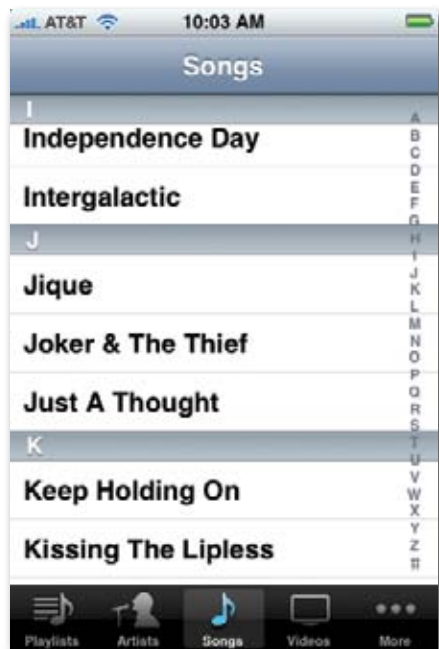 AT&T 10:03 AM
Songs
I
Independence Day
Intergalactic
J
Jique
Joker & The Thief
Just A Thought
K
Keep Holding On
Kissing The Lipless
A
B
C
D
E
F
G
H
I
J
K
L
M
N
O
P
Q
R
S
T
U
V
W
X
Y
Z
Playlists Artists Songs Videos More